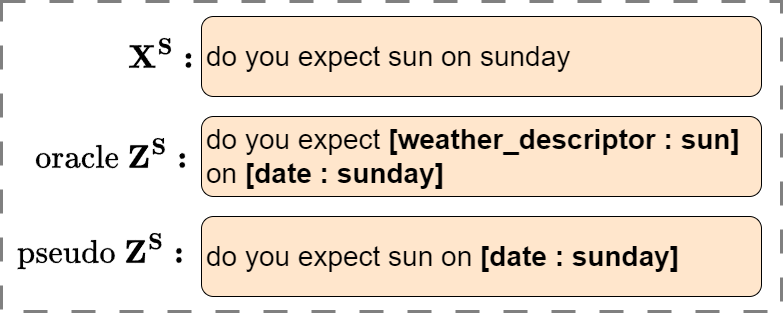 X^S : do you expect sun on sunday
oracle Z^S : do you expect [weather_descriptor : sun]
on [date : sunday]
pseudo Z^S : do you expect sun on [date : sunday]